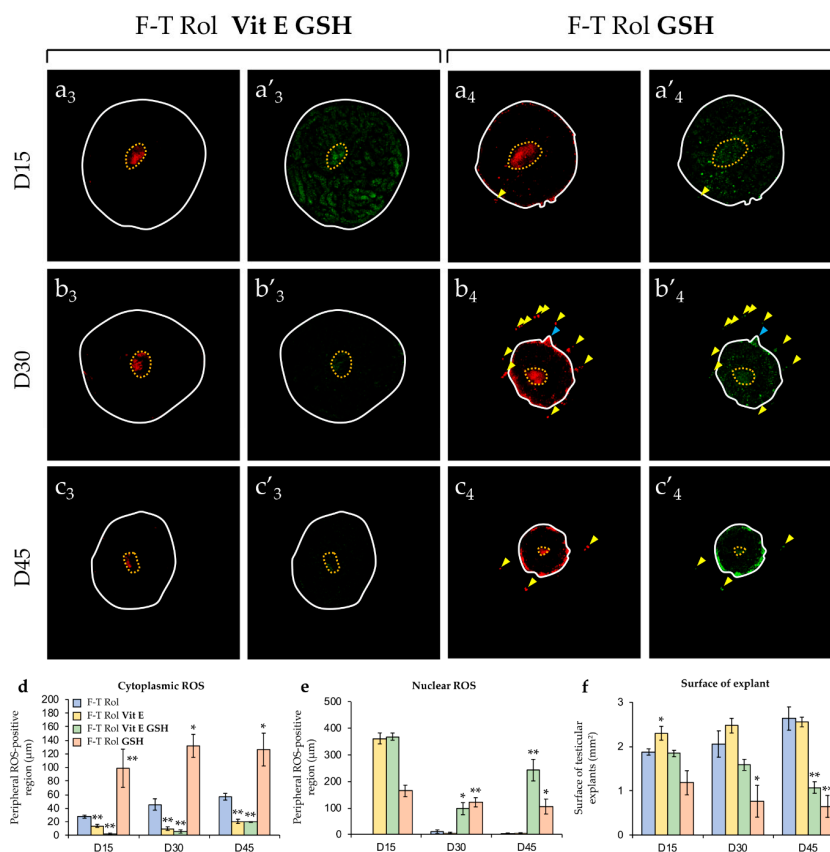 F-T Rol Vit E GSH
F-T Rol GSH
D15
a3
a′3
a4
a′4
D30
b3
b′3
b4
b′4
D45
c3
c′3
c4
c′4
d
Cytoplasmic ROS
Peripheral ROS-positive
region (µm)
200
180
160
140
120
100
80
60
40
20
0
F-T Rol
F-T Rol Vit E
F-T Rol Vit E GSH
F-T Rol GSH
**
**
**
**
**
*
**
**
*
D15
D30
D45
e
Nuclear ROS
Peripheral ROS-positive
region (µm)
500
400
300
200
100
0
*
**
**
*
D15
D30
D45
f
Surface of explant
Surface of testicular
explants (mm²)
3
2
1
0
*
*
**
**
D15
D30
D45